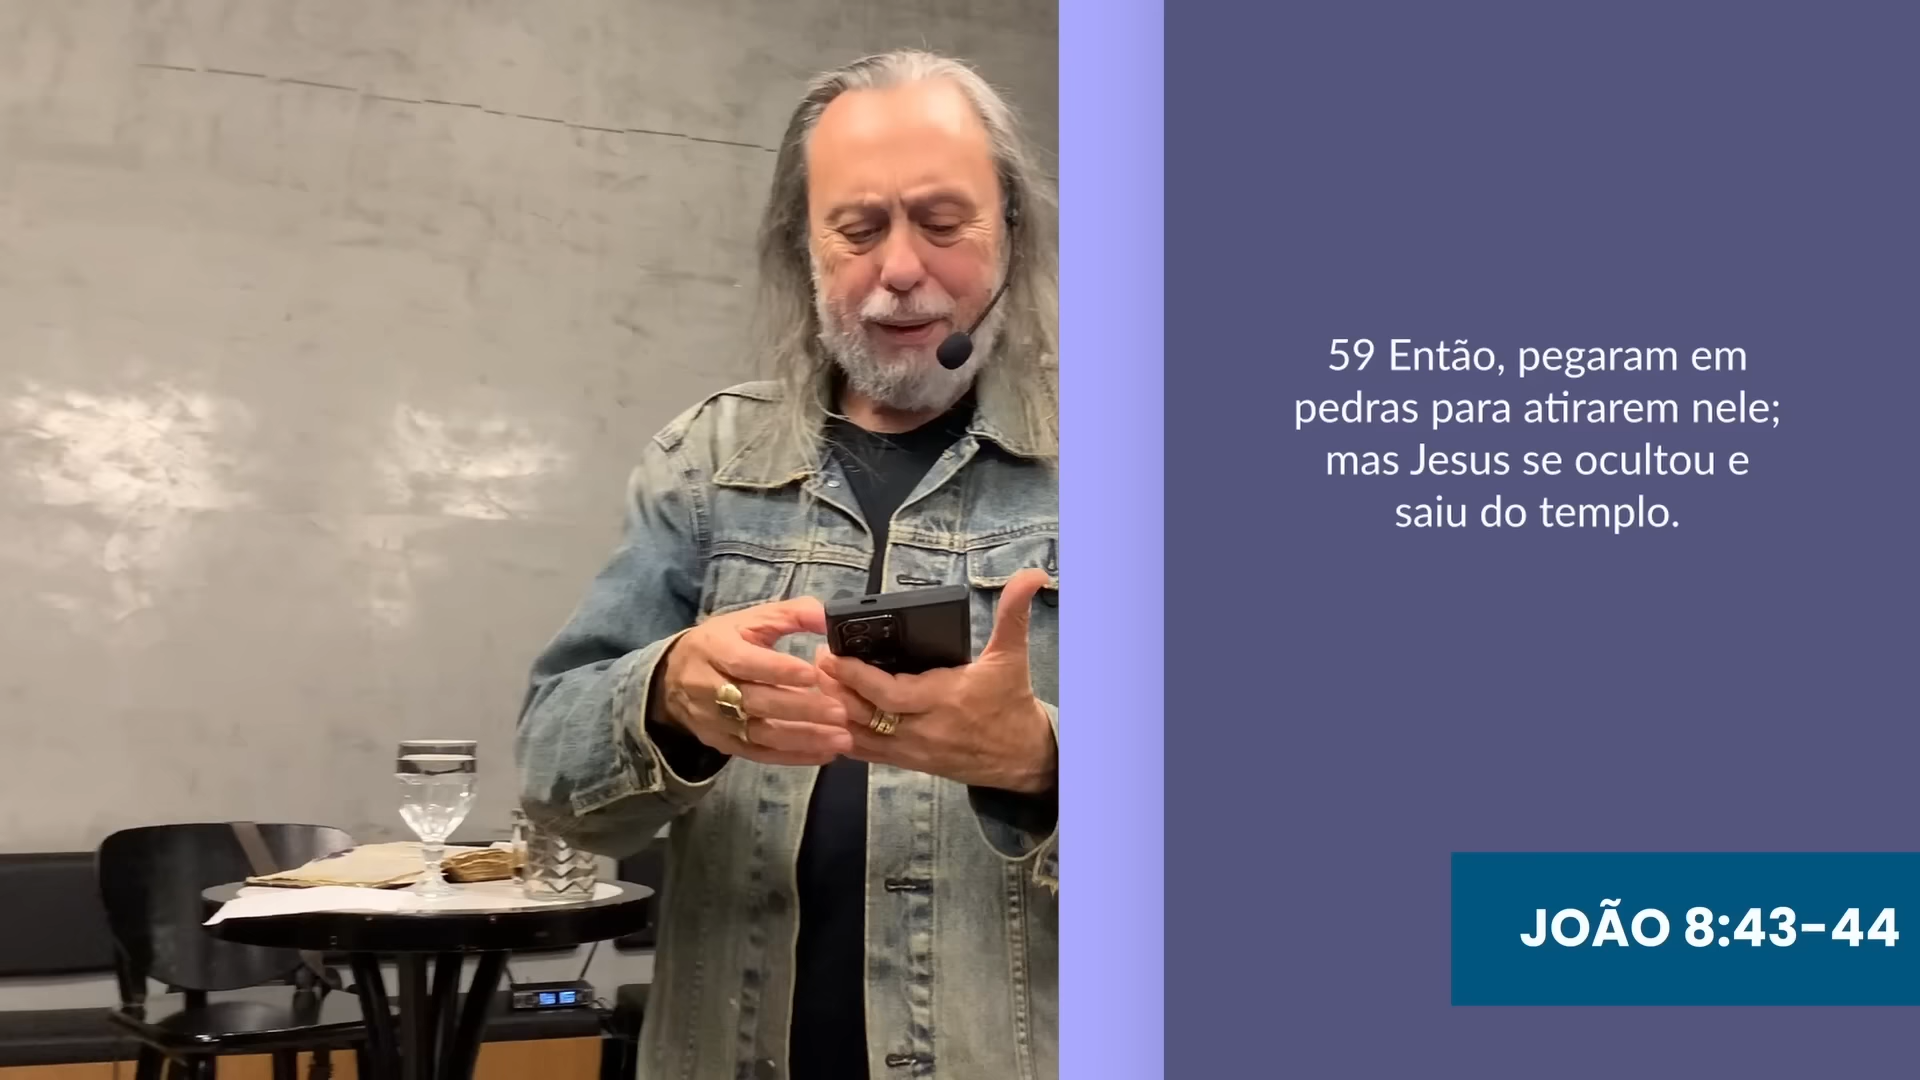 59 Então, pegaram em
pedras para atirarem nele;
mas Jesus se ocultou e
saiu do templo.
JOÃO 8:43-44